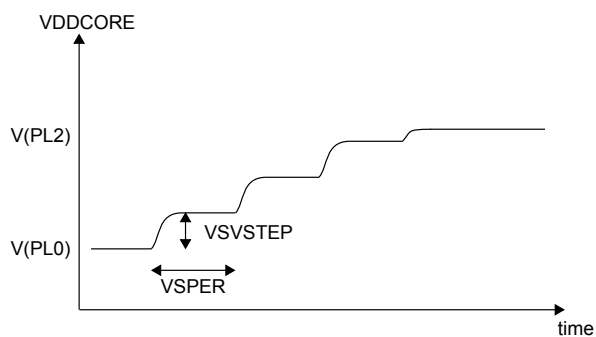 VDDCORE
V(PL2)
VSVSTEP
V(PL0)
VSPER
time